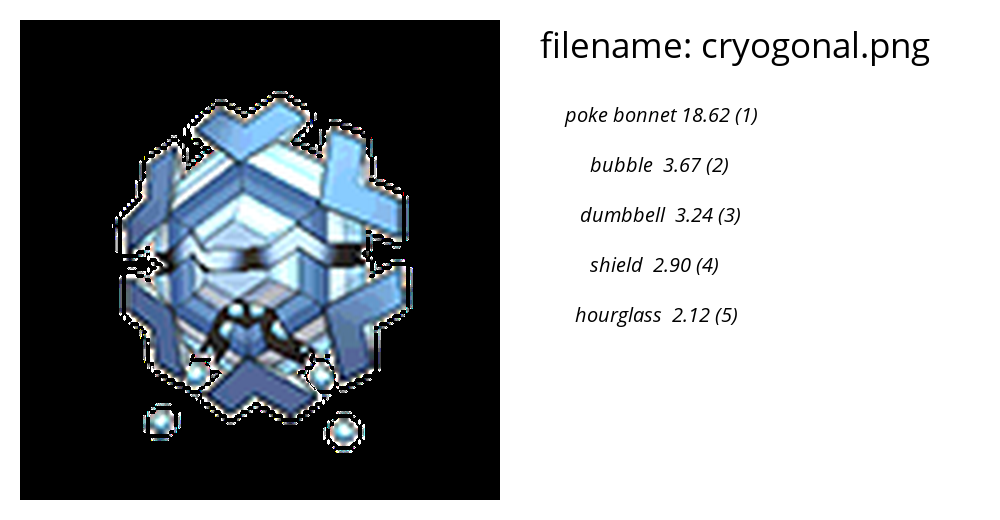 filename: cryogonal.png
poke bonnet 18.62 (1)
bubble 3.67 (2)
dumbbell 3.24 (3)
shield 2.90 (4)
hourglass 2.12 (5)